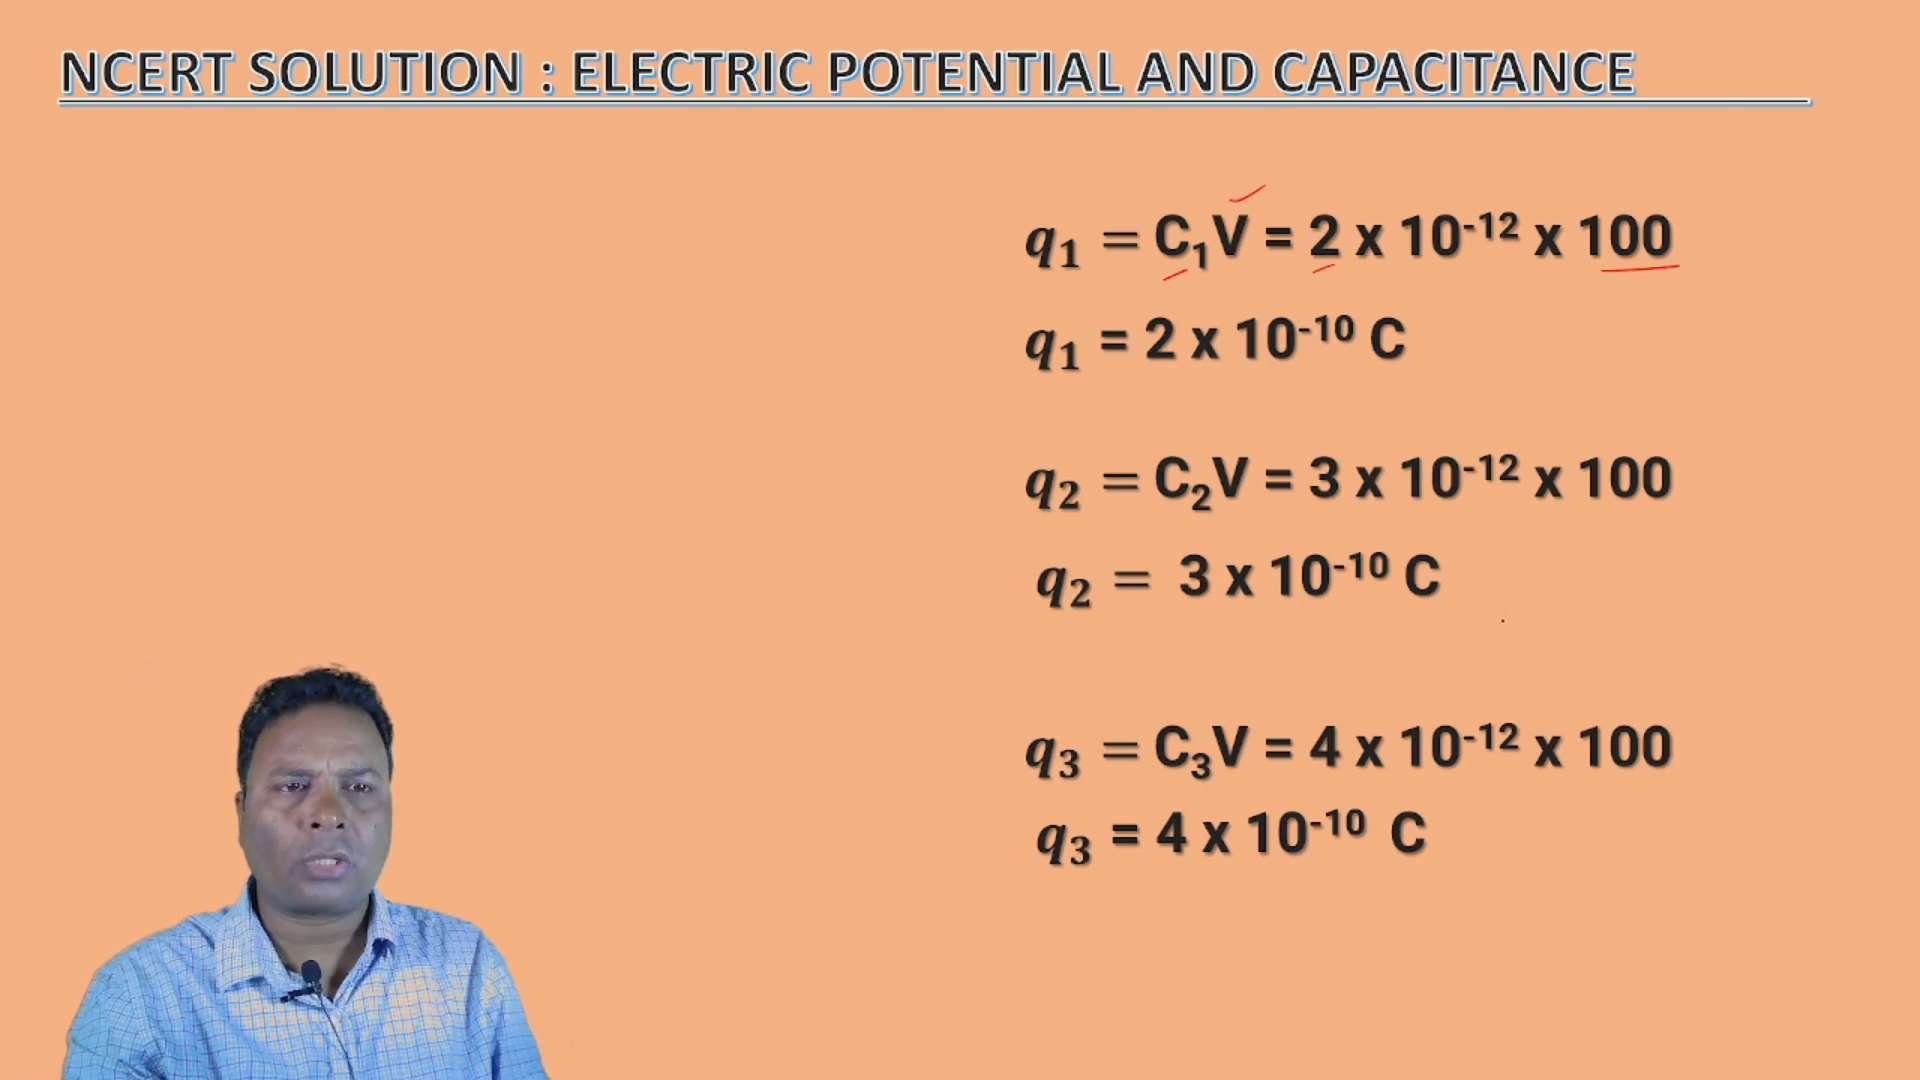 NCERT SOLUTION : ELECTRIC POTENTIAL AND CAPACITANCE
q₁ = C₁V = 2 x 10⁻¹² x 100
q₁ = 2 x 10⁻¹⁰ C
q₂ = C₂V = 3 x 10⁻¹² x 100
q₂ = 3 x 10⁻¹⁰ C
q₃ = C₃V = 4 x 10⁻¹² x 100
q₃ = 4 x 10⁻¹⁰ C